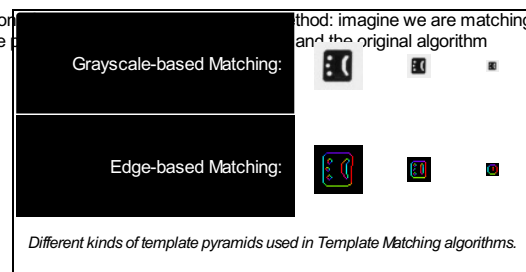 thod: imagine we are matching
and the original algorithm
Grayscale-based Matching:
Edge-based Matching:
Different kinds of template pyramids used in Template Matching algorithms.